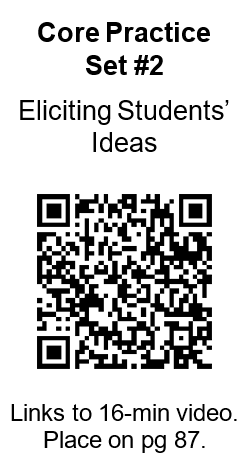 Core Practice
Set #2
Eliciting Students’
Ideas
Links to 16-min video.
Place on pg 87.